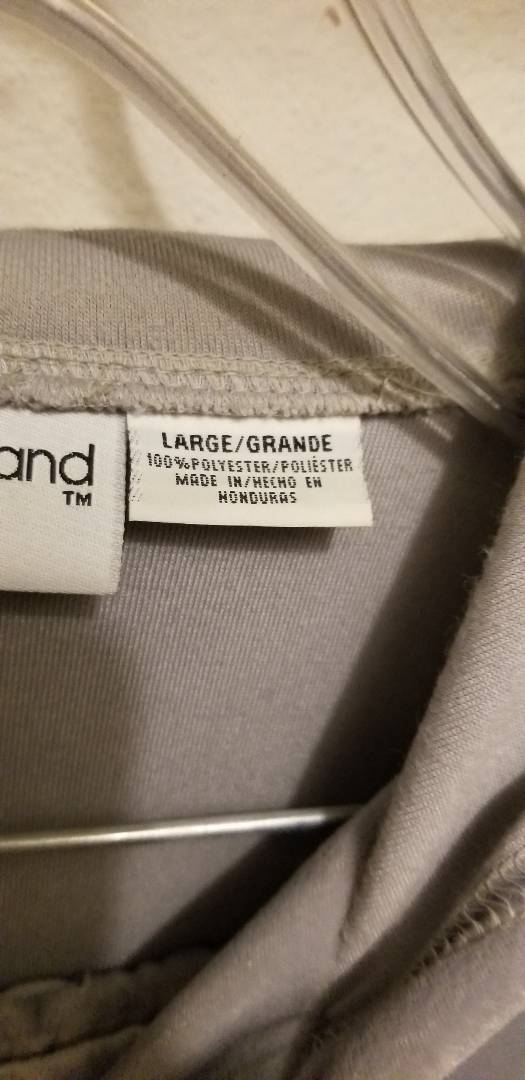 and
TM
LARGE/GRANDE
100%POLYESTER/POLIÉSTER
MADE IN/HECHO EN
HONDURAS